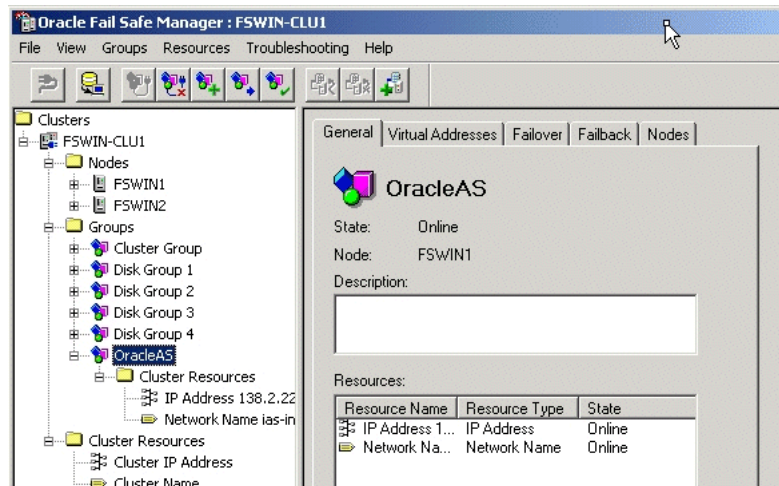 Oracle Fail Safe Manager : FSWIN-CLU1
File View Groups Resources Troubleshooting Help
Clusters
FSWIN-CLU1
Nodes
FSWIN1
FSWIN2
Groups
Cluster Group
Disk Group 1
Disk Group 2
Disk Group 3
Disk Group 4
OracleAS
Cluster Resources
IP Address 138.2.22
Network Name ias-in
Cluster Resources
Cluster IP Address
Cluster Name
General Virtual Addresses Failover Failback Nodes
OracleAS
State: Online
Node: FSWIN1
Description:
Resources:
Resource Name Resource Type State
IP Address 1... IP Address Online
Network Na... Network Name Online